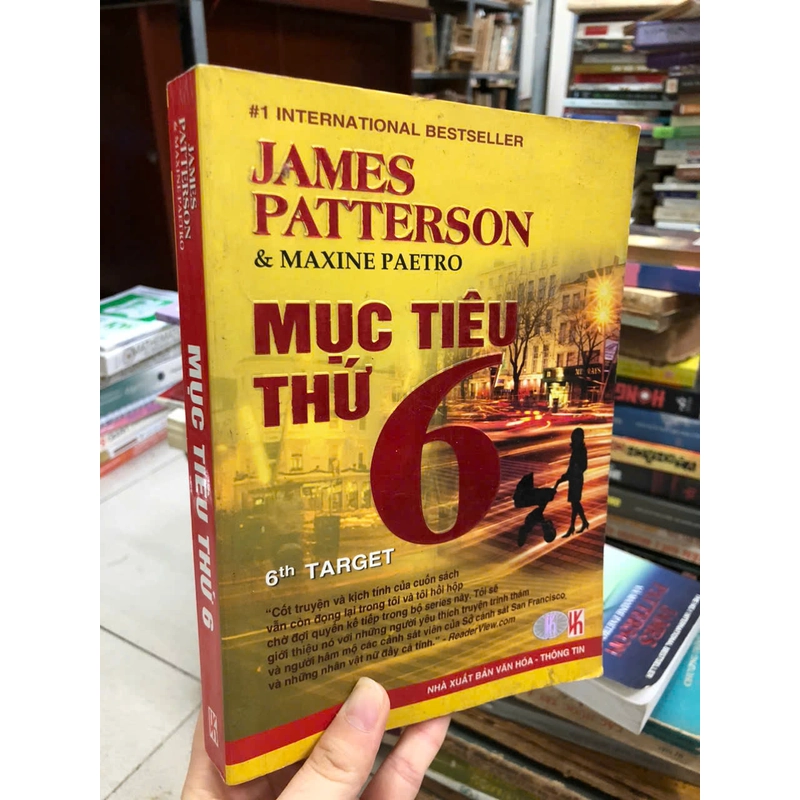 #1 INTERNATIONAL BESTSELLER
JAMES
PATTERSON
& MAXINE PAETRO
MỤC TIÊU
THỨ 6
6th TARGET
"Cốt truyện và kịch tính của cuốn sách
vẫn còn đọng lại trong tôi và tôi hồi hộp
chờ đợi quyển kế tiếp trong bộ series này. Tôi sẽ
giới thiệu nó với những người yêu thích truyện trinh thám
và người hâm mộ các cảnh sát viên của Sở cảnh sát San Francisco,
và những nhân vật nữ đầy cá tính." - ReaderView.com
NHÀ XUẤT BẢN VĂN HÓA - THÔNG TIN
JAMES
PATTERSON
& MAXINE PAETRO
MỤC TIÊU THỨ 6
HONG
JAMES
PATTERSON